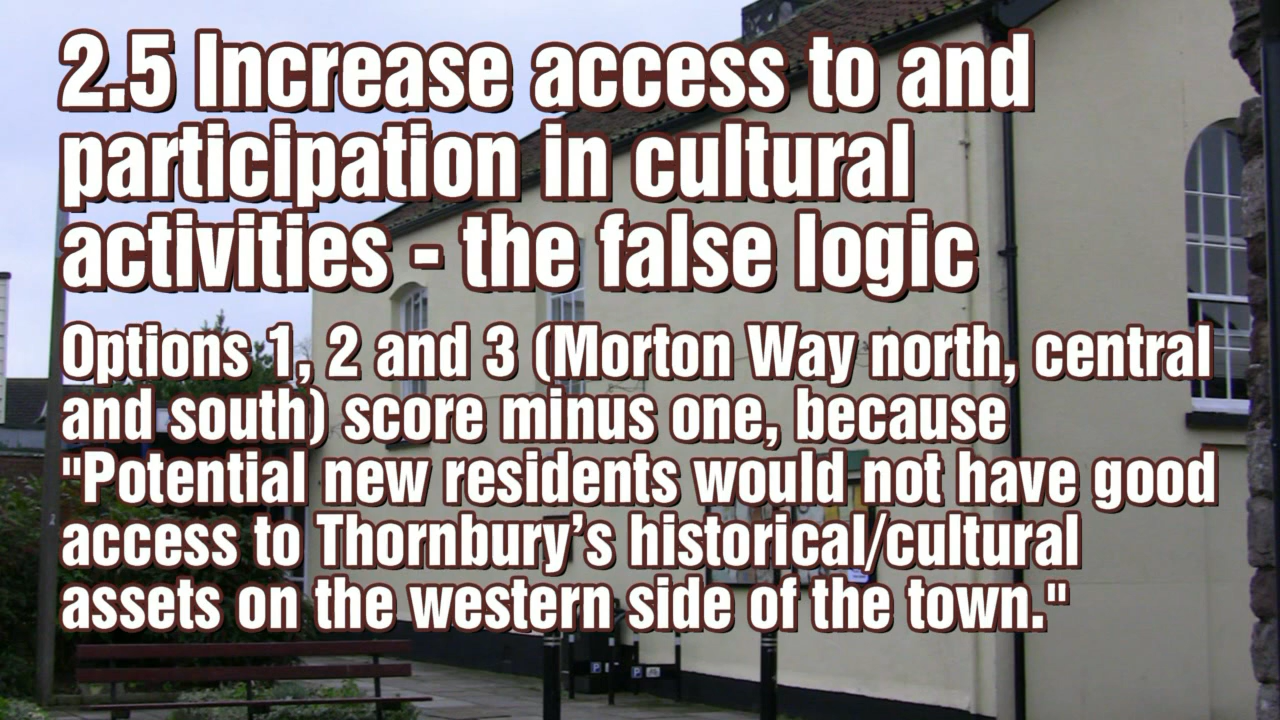 2.5 Increase access to and
participation in cultural
activities - the false logic
Options 1, 2 and 3 (Morton Way north, central
and south) score minus one, because
"Potential new residents would not have good
access to Thornbury’s historical/cultural
assets on the western side of the town."
P
P